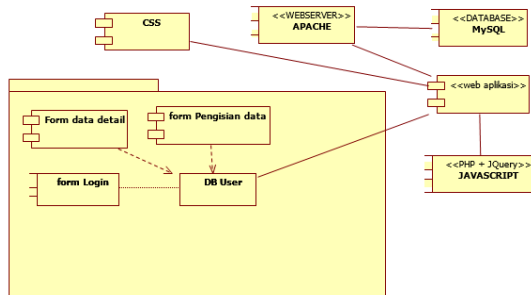 CSS
<<WEBSERVER>
APACHE
<<DATABASE>>
MySQL
<<web aplikasi>
Form data detail
form Pengisian data
form Login
DB User
<<PHP + JQuery>
JAVASCRIPT